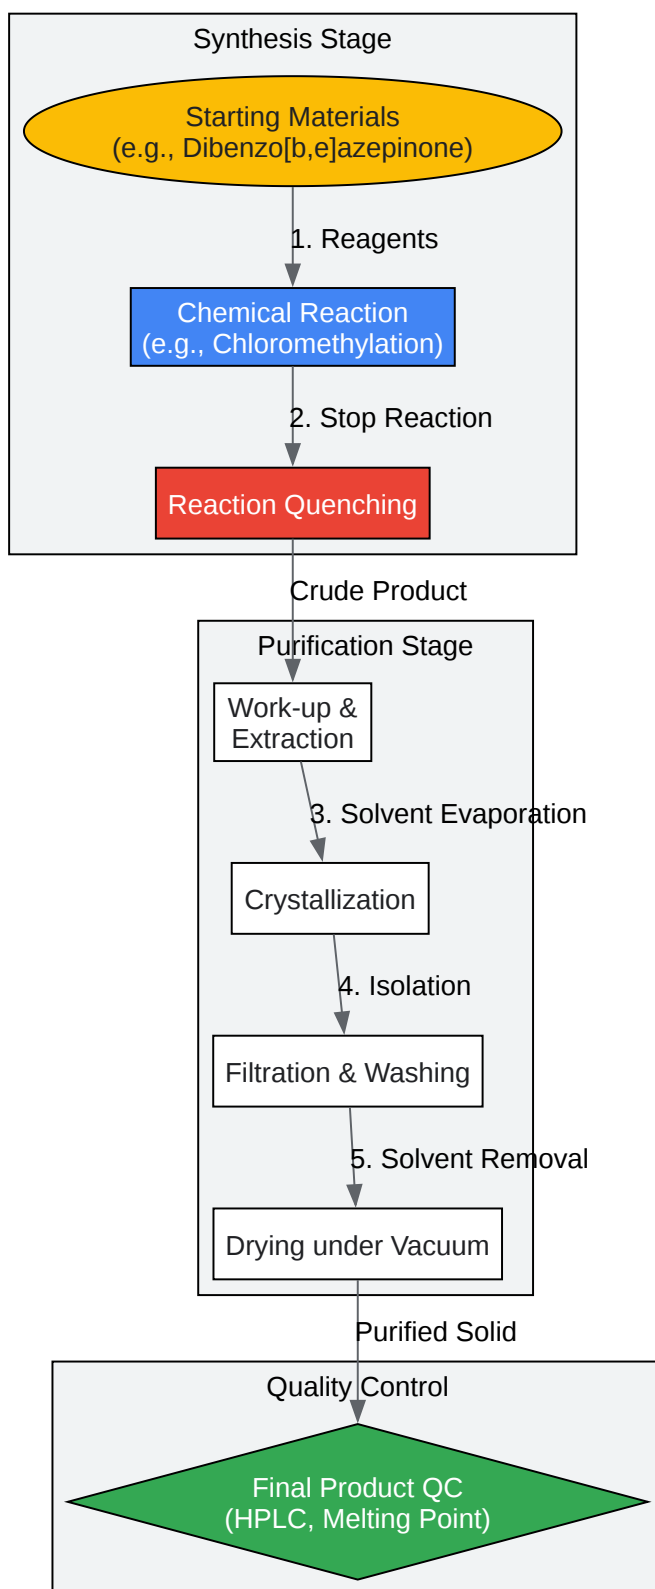 Synthesis Stage
Starting Materials
(e.g., Dibenzo[b,e]azepinone)
1. Reagents
Chemical Reaction
(e.g., Chloromethylation)
2. Stop Reaction
Reaction Quenching
Crude Product
Purification Stage
Work-up &
Extraction
3. Solvent Evaporation
Crystallization
4. Isolation
Filtration & Washing
5. Solvent Removal
Drying under Vacuum
Purified Solid
Quality Control
Final Product QC
(HPLC, Melting Point)